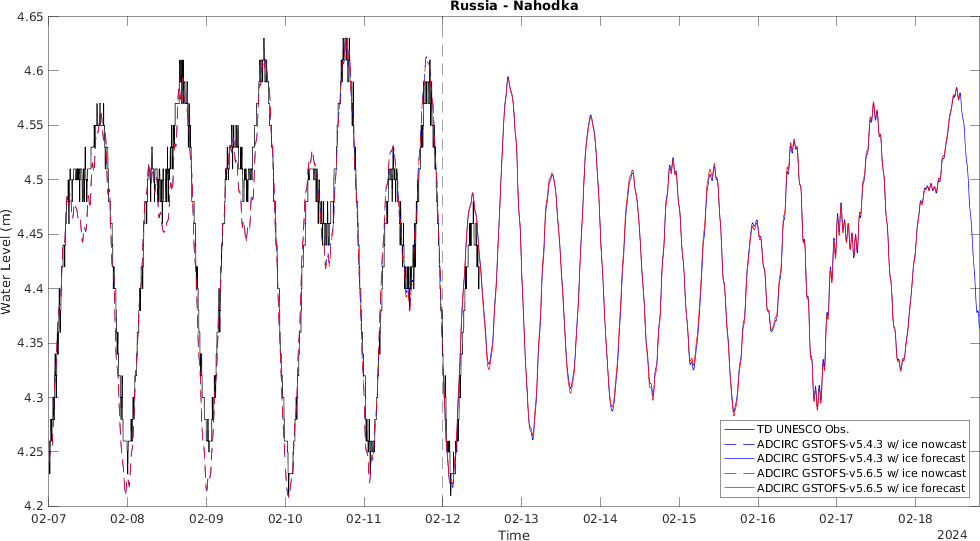 Russia - Nahodka
4.65
4.6
4.55
4.5
4.45
4.4
4.35
4.3
4.25
4.2
Water Level (m)
TD UNESCO Obs.
ADCIRC GSTOFS-v5.4.3 w/ ice nowcast
ADCIRC GSTOFS-v5.4.3 w/ ice forecast
ADCIRC GSTOFS-v5.6.5 w/ ice nowcast
ADCIRC GSTOFS-v5.6.5 w/ ice forecast
02-07 02-08 02-09 02-10 02-11 02-12 02-13 02-14 02-15 02-16 02-17 02-18
Time
2024